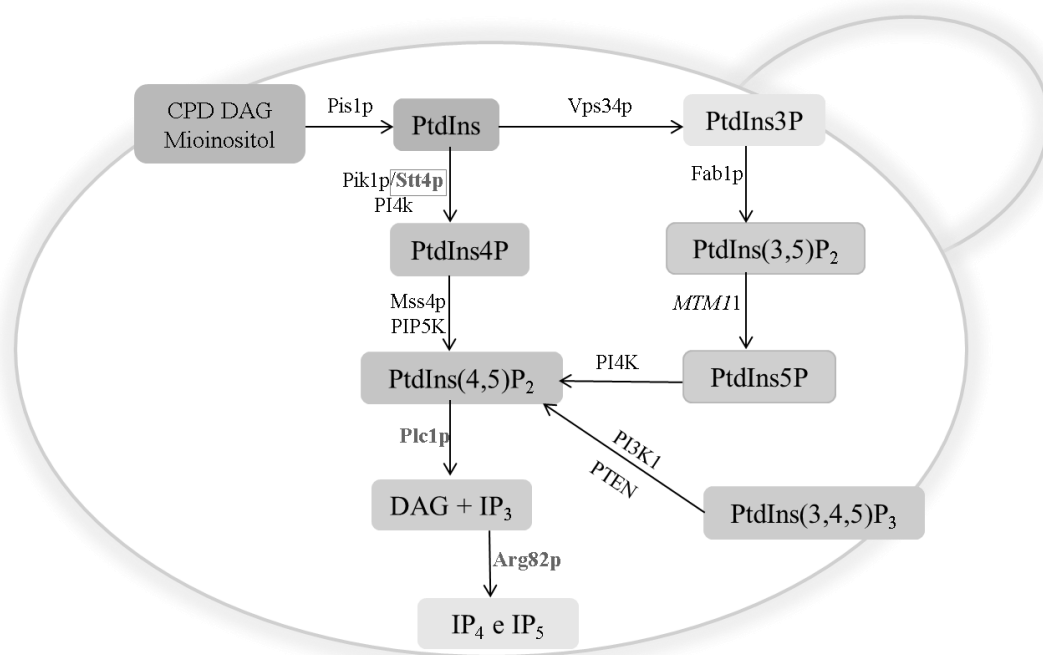 CPD DAG
Mioinositol
Pis1p
PtdIns
Vps34p
PtdIns3P
Pik1p/Stt4p
PI4k
Fab1p
PtdIns4P
PtdIns(3,5)P₂
Mss4p
PIP5K
MTM11
PtdIns(4,5)P₂
PI4K
PtdIns5P
Plc1p
PI3K1
PTEN
DAG + IP₃
PtdIns(3,4,5)P₃
Arg82p
IP₄ e IP₅